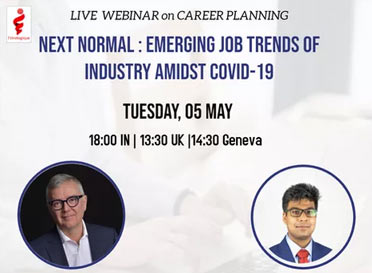 LIVE WEBINAR on CAREER PLANNING
NEXT NORMAL : EMERGING JOB TRENDS OF
INDUSTRY AMIDST COVID-19
TUESDAY, 05 MAY
18:00 IN | 13:30 UK |14:30 Geneva